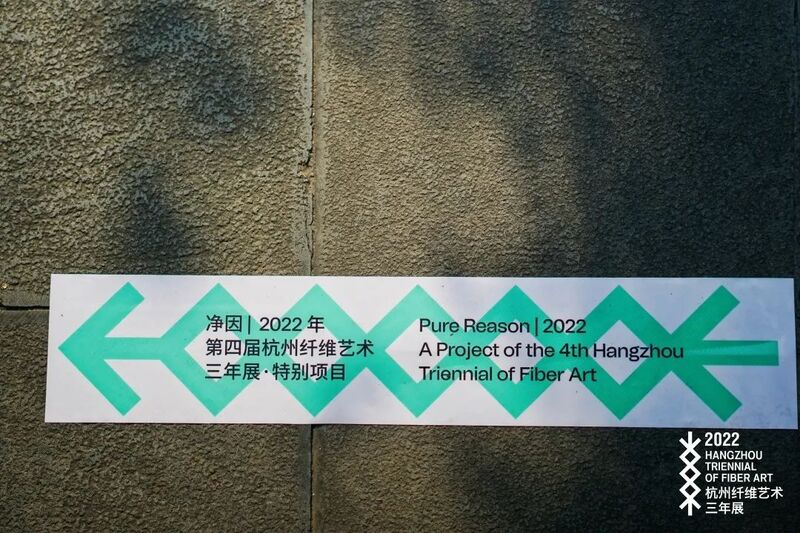 净因 | 2022 年
第四届杭州纤维艺术
三年展·特别项目
Pure Reason | 2022
A Project of the 4th Hangzhou
Triennial of Fiber Art
2022
HANGZHOU
TRIENNIAL
OF FIBER ART
杭州纤维艺术
三年展